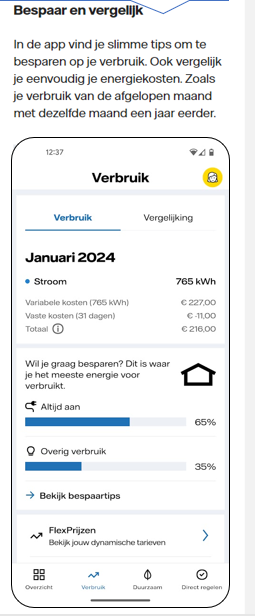 Bespaar en vergelijk
In de app vind je slimme tips om te
besparen op je verbruik. Ook vergelijk
je eenvoudig je energiekosten. Zoals
je verbruik van de afgelopen maand
met dezelfde maand een jaar eerder.
12:37
Verbruik
Verbruik Vergelijking
Januari 2024
Stroom 765 kWh
Variabele kosten (765 kWh) € 227,00
Vaste kosten (31 dagen) € -11,00
Totaal € 216,00
Wil je graag besparen? Dit is waar
je het meeste energie voor
verbruikt.
Altijd aan
65%
Overig verbruik
35%
Bekijk bespaartips
FlexPrijzen
Bekijk jouw dynamische tarieven
Overzicht Verbruik Duurzaam Direct regelen